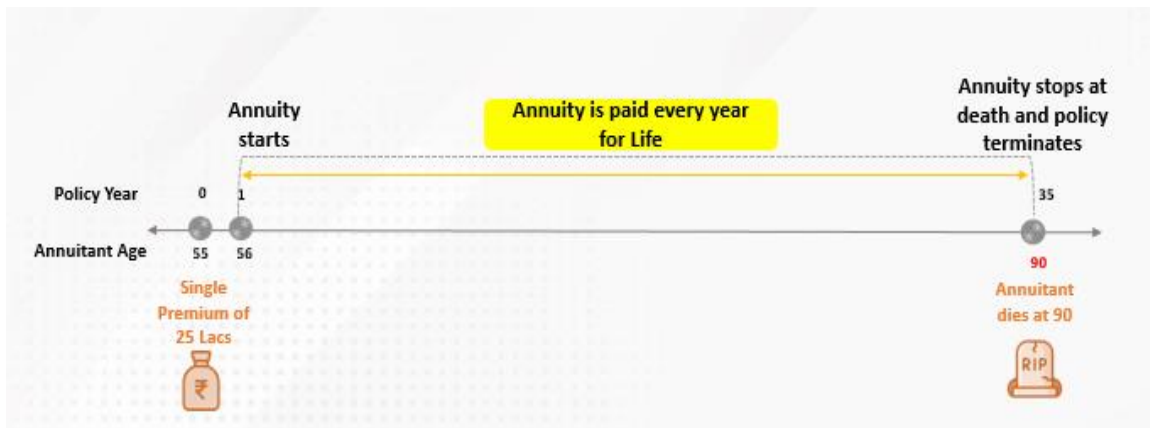 Annuity
starts
Annuity is paid every year
for Life
Annuity stops at
death and policy
terminates
Policy Year
0
1
35
Annuitant Age
55
56
90
Single
Premium of
25 Lacs
₹
Annuitant
dies at 90
RIP